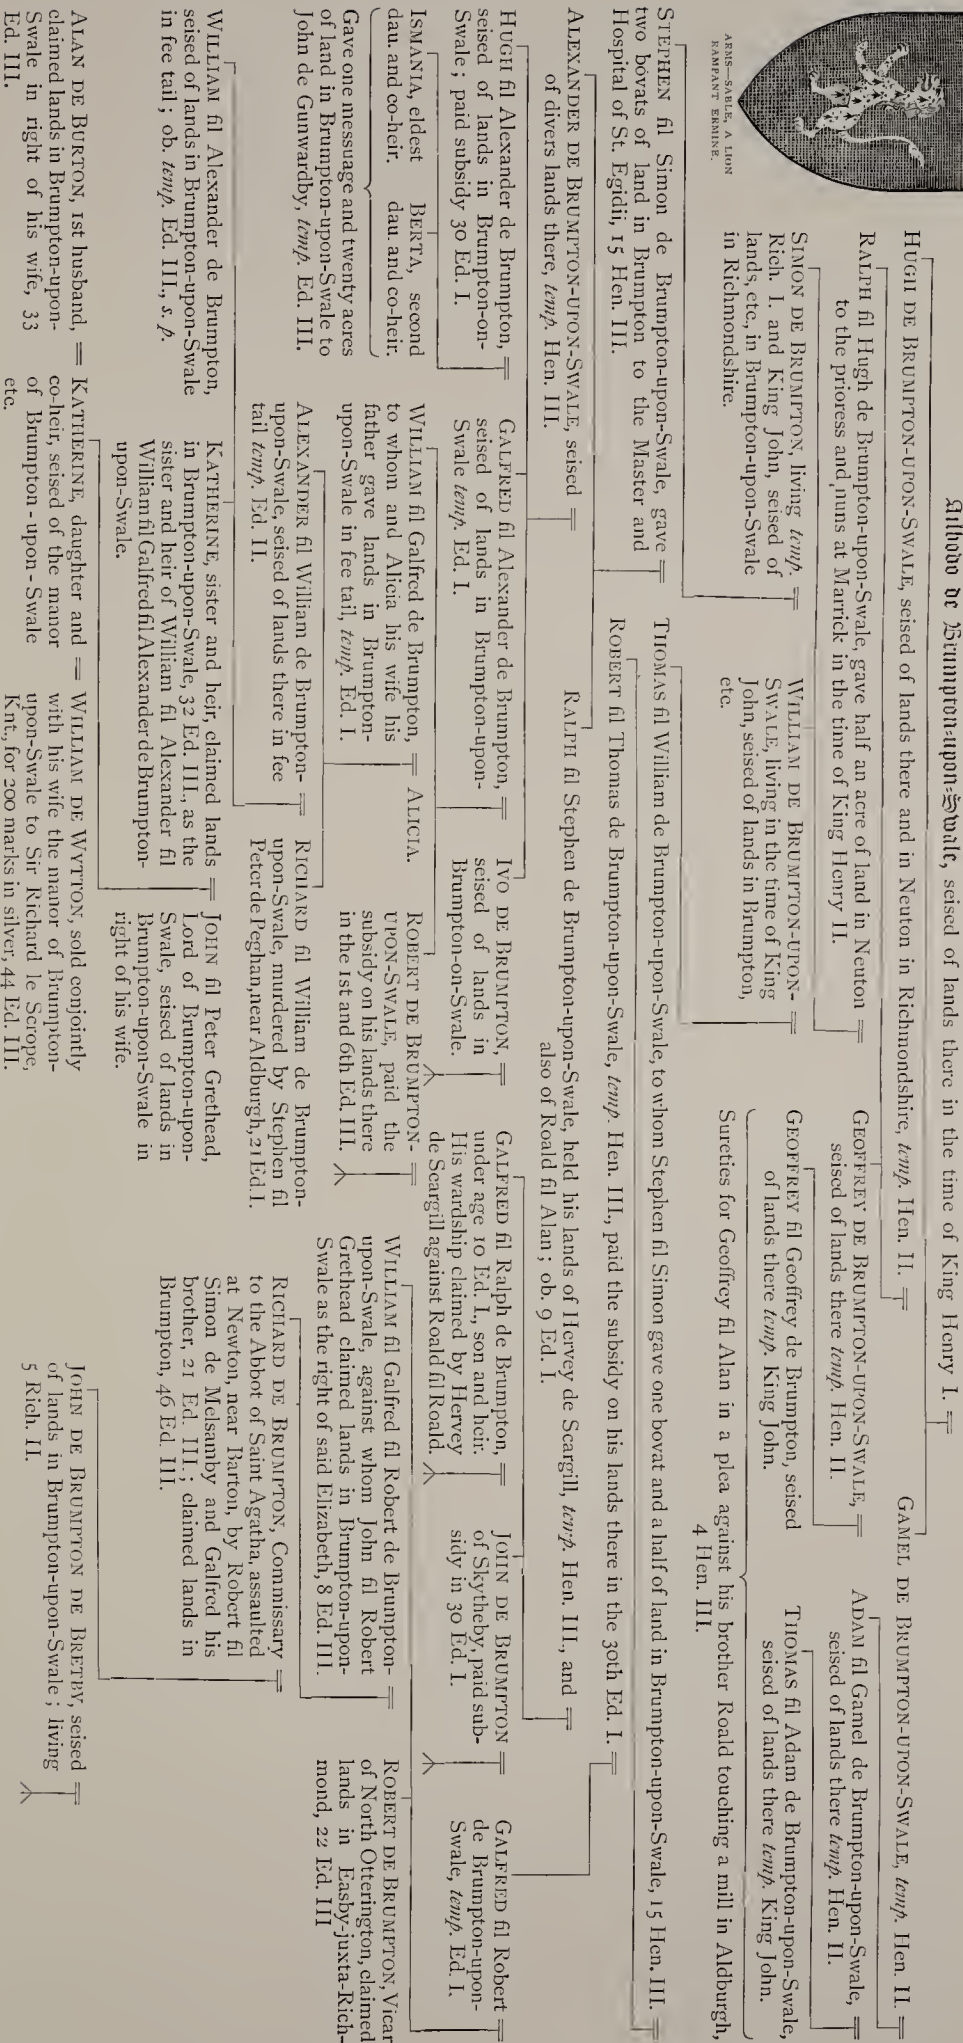 Ailbodo de Brumpton-upon-Swale, seised of lands there in the time of King Henry I.
ARMS—SABLE, A LION
RAMPANT ERMINE.
HUGH DE BRUMPTON-UPON-SWALE, seised of lands there and in Neuton in Richmondshire, temp. Hen. II.
GAMEL DE BRUMPTON-UPON-SWALE, temp. Hen. II.
RALPH fil Hugh de Brumpton-upon-Swale, gave half an acre of land in Neuton
to the prioress and nuns at Marrick in the time of King Henry II.
GEOFFREY DE BRUMPTON-UPON-SWALE,
seised of lands there temp. Hen. II.
ADAM fil Gamel de Brumpton-upon-Swale,
seised of lands there temp. Hen. II.
SIMON DE BRUMPTON, living temp.
Rich. I. and King John, seised of
lands, etc., in Brumpton-upon-Swale
in Richmondshire.
WILLIAM DE BRUMPTON-UPON-
SWALE, living in the time of King
John, seised of lands in Brumpton,
etc.
GEOFFREY fil Geoffrey de Brumpton, seised
of lands there temp. King John.
THOMAS fil Adam de Brumpton-upon-Swale,
seised of lands there temp. King John.
Sureties for Geoffrey fil Alan in a plea against his brother Roald touching a mill in Aldburgh,
4 Hen. III.
STEPHEN fil Simon de Brumpton-upon-Swale, gave
two bovats of land in Brumpton to the Master and
Hospital of St. Egidii, 15 Hen. III.
THOMAS fil William de Brumpton-upon-Swale, to whom Stephen fil Simon gave one bovat and a half of land in Brumpton-upon-Swale, 15 Hen. III.
ROBERT fil Thomas de Brumpton-upon-Swale, temp. Hen. III., paid the subsidy on his lands there in the 30th Ed. I.
ALEXANDER DE BRUMPTON-UPON-SWALE, seised
of divers lands there, temp. Hen. III.
RALPH fil Stephen de Brumpton-upon-Swale, held his lands of Hervey de Scargill, temp. Hen. III., and
also of Roald fil Alan; ob. 9 Ed. I.
HUGH fil Alexander de Brumpton,
seised of lands in Brumpton-on-
Swale; paid subsidy 30 Ed. I.
GALFRED fil Alexander de Brumpton,
seised of lands in Brumpton-upon-
Swale temp. Ed. I.
IVO DE BRUMPTON,
seised of lands in
Brumpton-on-Swale.
GALFRED fil Ralph de Brumpton,
under age 10 Ed. I., son and heir.
His wardship claimed by Hervey
de Scargill against Roald fil Roald.
JOHN DE BRUMPTON
of Skytheby, paid sub-
sidy in 30 Ed. I.
GALFRED fil Robert
de Brumpton-upon-
Swale, temp. Ed. I.
ISMANIA, eldest
dau. and co-heir.
BERTA, second
dau. and co-heir.
Gave one messuage and twenty acres
of land in Brumpton-upon-Swale to
John de Gunwardby, temp. Ed. III.
WILLIAM fil Galfred de Brumpton,
to whom and Alicia his wife his
father gave lands in Brumpton-
upon-Swale in fee tail, temp. Ed. I.
ALICIA.
ROBERT DE BRUMPTON-
UPON-SWALE, paid the
subsidy on his lands there
in the 1st and 6th Ed. III.
WILLIAM fil Galfred fil Robert de Brumpton-
upon-Swale, against whom John fil Robert
Grethead claimed lands in Brumpton-upon-
Swale as the right of said Elizabeth, 8 Ed. III.
ROBERT DE BRUMPTON, Vicar
of North Otterington, claimed
lands in Easby-juxta-Rich-
mond, 22 Ed. III
ALEXANDER fil William de Brumpton-
upon-Swale, seised of lands there in fee
tail temp. Ed. II.
RICHARD fil William de Brumpton-
upon-Swale, murdered by Stephen fil
Peter de Peghan, near Aldburgh, 21 Ed. I.
RICHARD DE BRUMPTON, Commissary
to the Abbot of Saint Agatha, assaulted
at Newton, near Barton, by Robert fil
Simon de Melsamby and Galfred his
brother, 21 Ed. III.; claimed lands in
Brumpton, 46 Ed. III.
WILLIAM fil Alexander de Brumpton,
seised of lands in Brumpton-upon-Swale
in fee tail; ob. temp. Ed. III., s. p.
KATHERINE, sister and heir, claimed lands
in Brumpton-upon-Swale, 32 Ed. III., as the
sister and heir of William fil Alexander fil
William fil Galfred fil Alexander de Brumpton-
upon-Swale.
JOHN fil Peter Grethead,
Lord of Brumpton-upon-
Swale, seised of lands in
Brumpton-upon-Swale in
right of his wife.
JOHN DE BRUMPTON DE BRETBY, seised
of lands in Brumpton-upon-Swale; living
5 Rich. II.
ALAN DE BURTON, 1st husband,
claimed lands in Brumpton-upon-
Swale in right of his wife, 33
Ed. III.
KATHERINE, daughter and
co-heir, seised of the manor
of Brumpton-upon-Swale
etc.
WILLIAM DE WYTTON, sold conjointly
with his wife the manor of Brumpton-
upon-Swale to Sir Richard le Scrope,
Knt., for 200 marks in silver, 44 Ed. III.